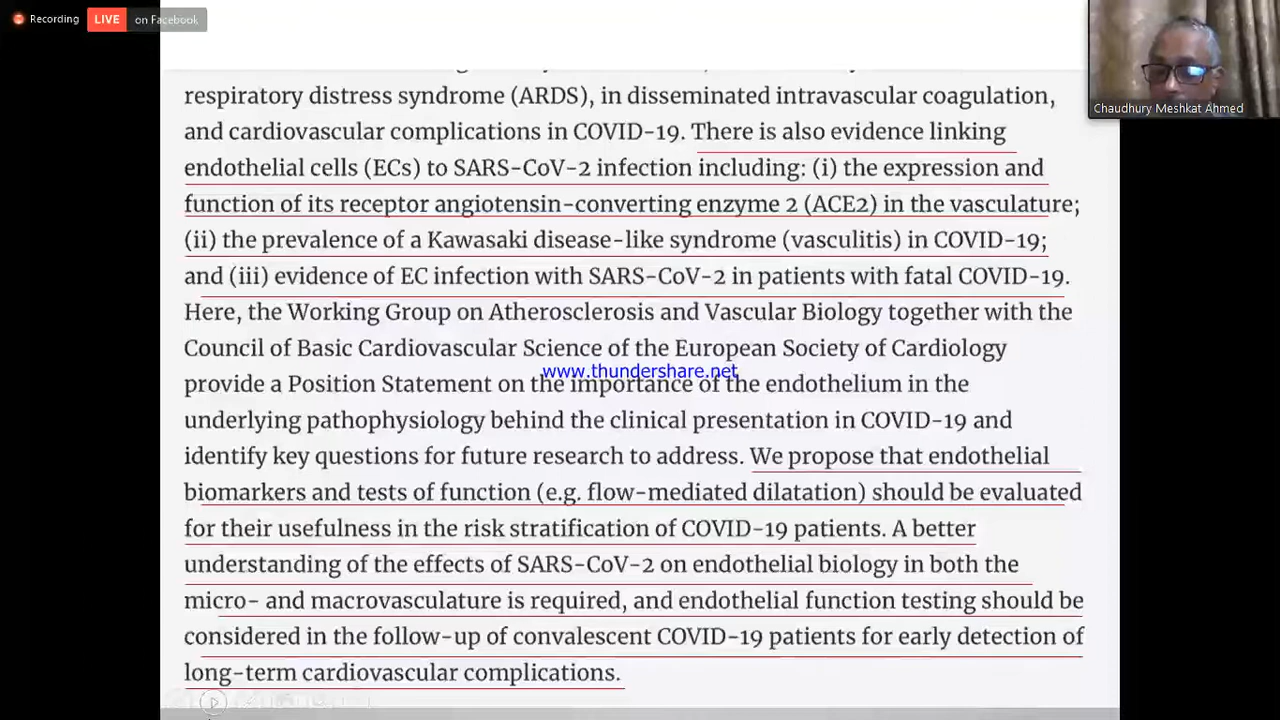 Recording
LIVE on Facebook
Chaudhury Meshkat Ahmed
respiratory distress syndrome (ARDS), in disseminated intravascular coagulation,
and cardiovascular complications in COVID-19. There is also evidence linking
endothelial cells (ECs) to SARS-CoV-2 infection including: (i) the expression and
function of its receptor angiotensin-converting enzyme 2 (ACE2) in the vasculature;
(ii) the prevalence of a Kawasaki disease-like syndrome (vasculitis) in COVID-19;
and (iii) evidence of EC infection with SARS-CoV-2 in patients with fatal COVID-19.
Here, the Working Group on Atherosclerosis and Vascular Biology together with the
Council of Basic Cardiovascular Science of the European Society of Cardiology
www.thundershare.net
provide a Position Statement on the importance of the endothelium in the
underlying pathophysiology behind the clinical presentation in COVID-19 and
identify key questions for future research to address. We propose that endothelial
biomarkers and tests of function (e.g. flow-mediated dilatation) should be evaluated
for their usefulness in the risk stratification of COVID-19 patients. A better
understanding of the effects of SARS-CoV-2 on endothelial biology in both the
micro- and macrovasculature is required, and endothelial function testing should be
considered in the follow-up of convalescent COVID-19 patients for early detection of
long-term cardiovascular complications.